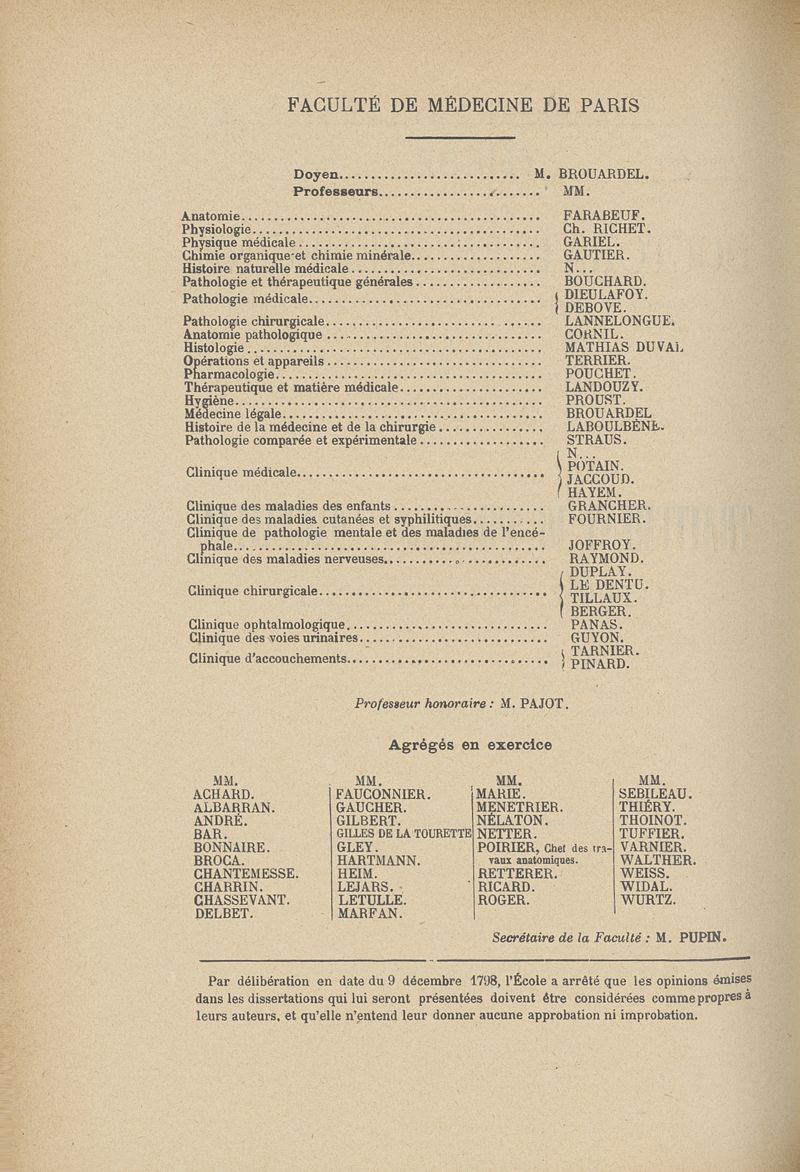 FACULTÉ DE MÉDECINE DE PARIS
Doyen............................ M. BROUARDEL.
Professeurs......................... MM.
Anatomie............................................. FARABEUF.
Physiologie............................................ Ch. RICHET.
Physique médicale..................................... GARIEL.
Chimie organique et chimie minérale................... GAUTIER.
Histoire naturelle médicale............................. N...
Pathologie et thérapeutique générales.................. BOUCHARD.
Pathologie médicale.................................... { DIEULAFOY.
DEBOVE.
Pathologie chirurgicale................................. LANNELONGUE.
Anatomie pathologique................................ CORNIL.
Histologie............................................. MATHIAS DUVAL
Opérations et appareils................................ TERRIER.
Pharmacologie......................................... POUCHET.
Thérapeutique et matière médicale..................... LANDOUZY.
Hygiène............................................... PROUST.
Médecine légale........................................ BROUARDEL
Histoire de la médecine et de la chirurgie............... LABOULBÈNE.
Pathologie comparée et expérimentale.................. STRAUS.
N...
Clinique médicale...................................... { POTAIN.
JACCOUD.
HAYEM.
Clinique des maladies des enfants...................... GRANCHER.
Clinique des maladies cutanées et syphilitiques........... FOURNIER.
Clinique de pathologie mentale et des maladies de l'encé-
phale................................................ JOFFROY.
Clinique des maladies nerveuses........................ RAYMOND.
DUPLAY.
Clinique chirurgicale................................... { LE DENTU.
TILLAUX.
BERGER.
Clinique ophtalmologique.............................. PANAS.
Clinique des voies urinaires............................ GUYON.
Clinique d'accouchements.............................. { TARNIER.
PINARD.
Professeur honoraire : M. PAJOT.
Agrégés en exercice
MM.
ACHARD.
ALBARRAN.
ANDRÉ.
BAR.
BONNAIRE.
BROCA.
CHANTEMESSE.
CHARRIN.
CHASSEVANT.
DELBET.
MM.
FAUCONNIER.
GAUCHER.
GILBERT.
GILLES DE LA TOURETTE
GLEY.
HARTMANN.
HEIM.
LEJARS.
LETULLE.
MARFAN.
MM.
MARIE.
MENETRIER.
NÉLATON.
NETTER.
POIRIER, Chef des tra-
vaux anatomiques.
RETTERER.
RICARD.
ROGER.
MM.
SEBILEAU.
THIÉRY.
THOINOT.
TUFFIER.
VARNIER.
WALTHER.
WEISS.
WIDAL.
WURTZ.
Secrétaire de la Faculté : M. PUPIN.
Par délibération en date du 9 décembre 1798, l'École a arrêté que les opinions émises
dans les dissertations qui lui seront présentées doivent être considérées comme propres à
leurs auteurs, et qu'elle n'entend leur donner aucune approbation ni improbation.